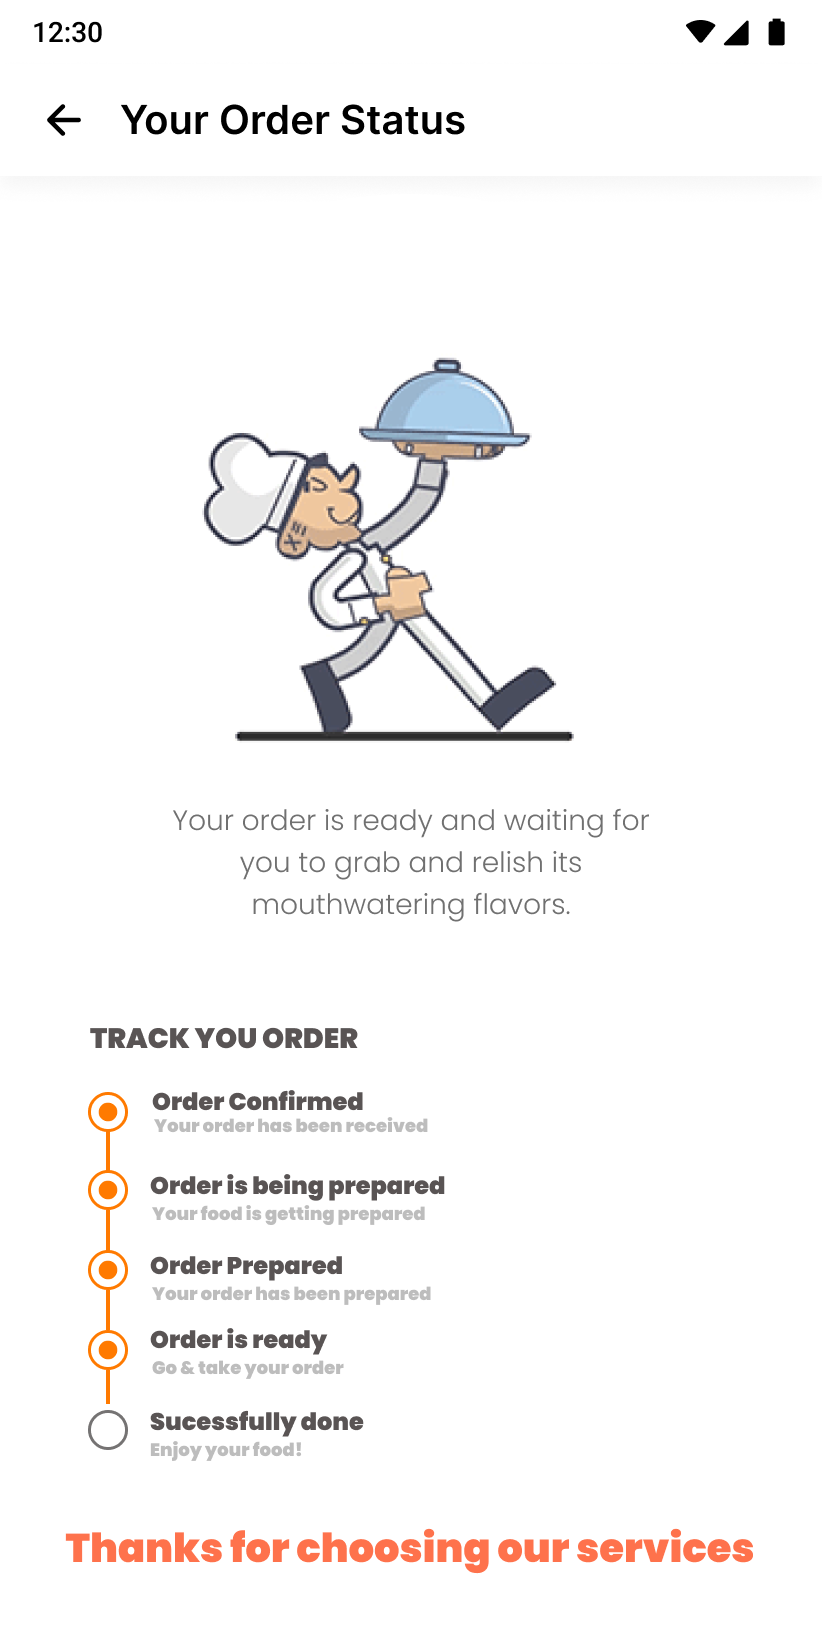 12:30
Your Order Status
Your order is ready and waiting for
you to grab and relish its
mouthwatering flavors.
TRACK YOU ORDER
Order Confirmed
Your order has been received
Order is being prepared
Your food is getting prepared
Order Prepared
Your order has been prepared
Order is ready
Go & take your order
Sucessfully done
Enjoy your food!
Thanks for choosing our services